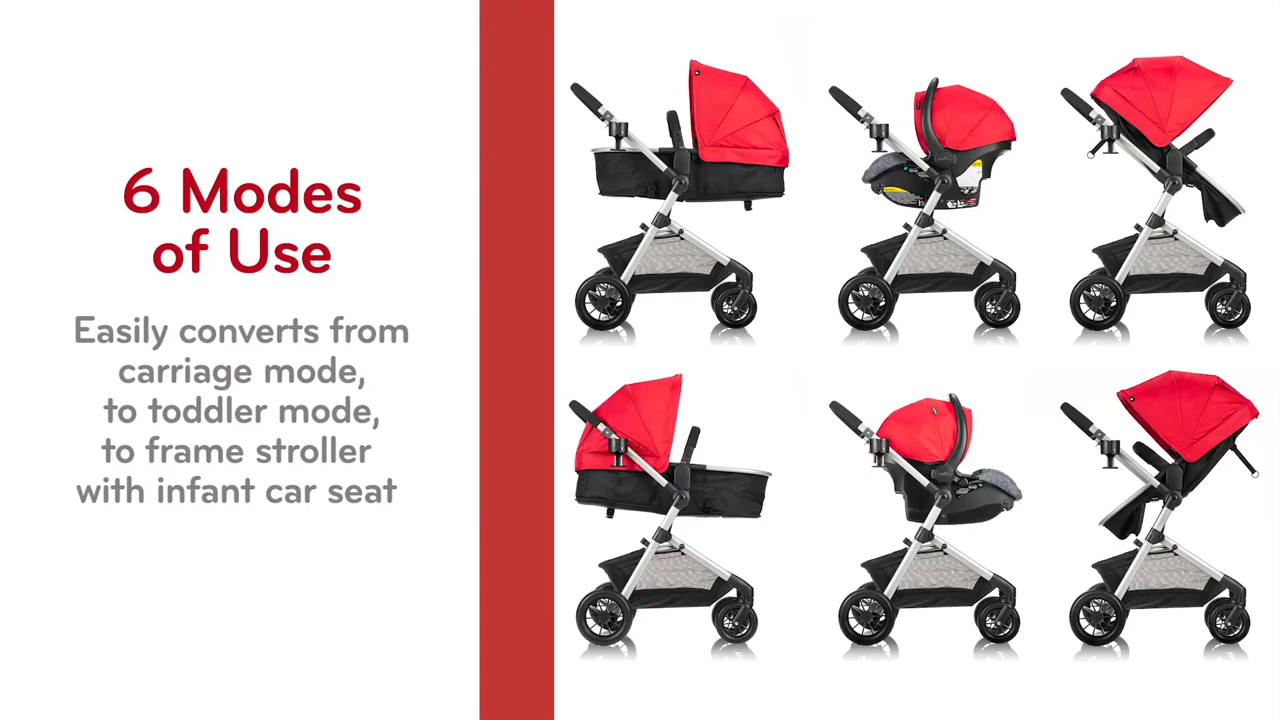 6 Modes
of Use
Easily converts from
carriage mode,
to toddler mode,
to frame stroller
with infant car seat